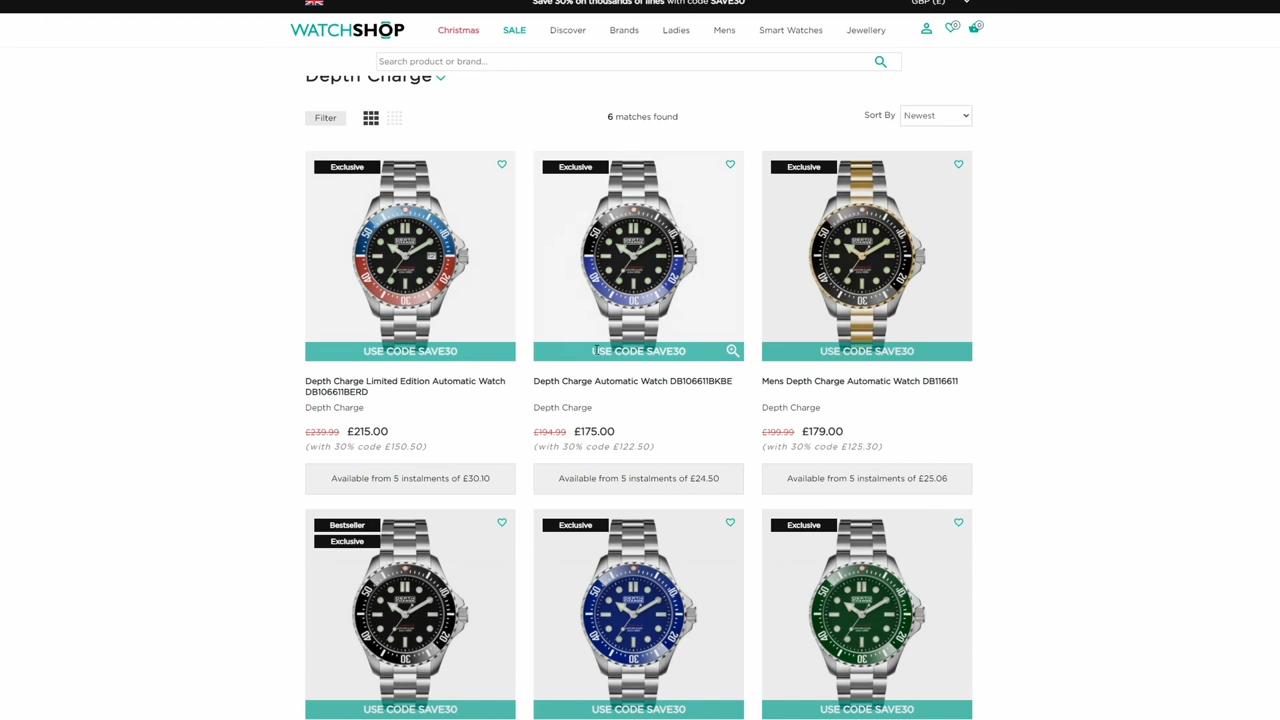 Save 30% on thousands of lines with code SAVE30
GBP (£)
WATCHSHOP
Christmas SALE Discover Brands Ladies Mens Smart Watches Jewellery
0 0
Search product or brand...
Depth Charge
Filter
6 matches found
Sort By Newest
Exclusive Exclusive Exclusive
USE CODE SAVE30 USE CODE SAVE30 USE CODE SAVE30
Depth Charge Limited Edition Automatic Watch DB106611BERD
Depth Charge
£239.99 £215.00
(with 30% code £150.50)
Available from 5 instalments of £30.10
Depth Charge Automatic Watch DB106611BKBE
Depth Charge
£194.99 £175.00
(with 30% code £122.50)
Available from 5 instalments of £24.50
Mens Depth Charge Automatic Watch DB116611
Depth Charge
£199.99 £179.00
(with 30% code £125.30)
Available from 5 instalments of £25.06
Bestseller
Exclusive Exclusive Exclusive
USE CODE SAVE30 USE CODE SAVE30 USE CODE SAVE30